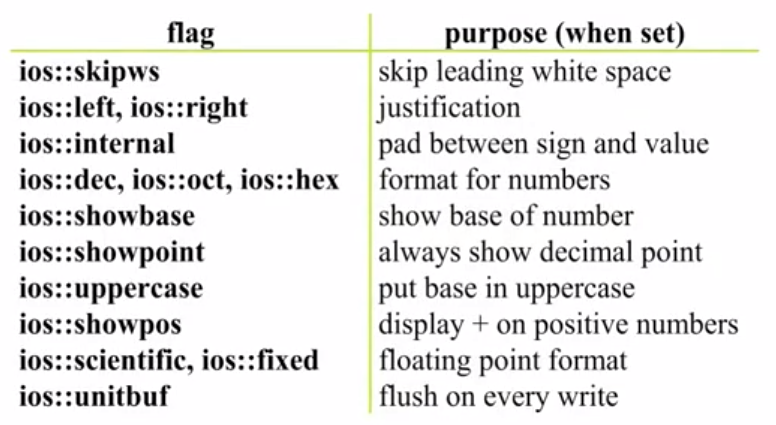 flag purpose (when set)
ios::skipws skip leading white space
ios::left, ios::right justification
ios::internal pad between sign and value
ios::dec, ios::oct, ios::hex format for numbers
ios::showbase show base of number
ios::showpoint always show decimal point
ios::uppercase put base in uppercase
ios::showpos display + on positive numbers
ios::scientific, ios::fixed floating point format
ios::unitbuf flush on every write